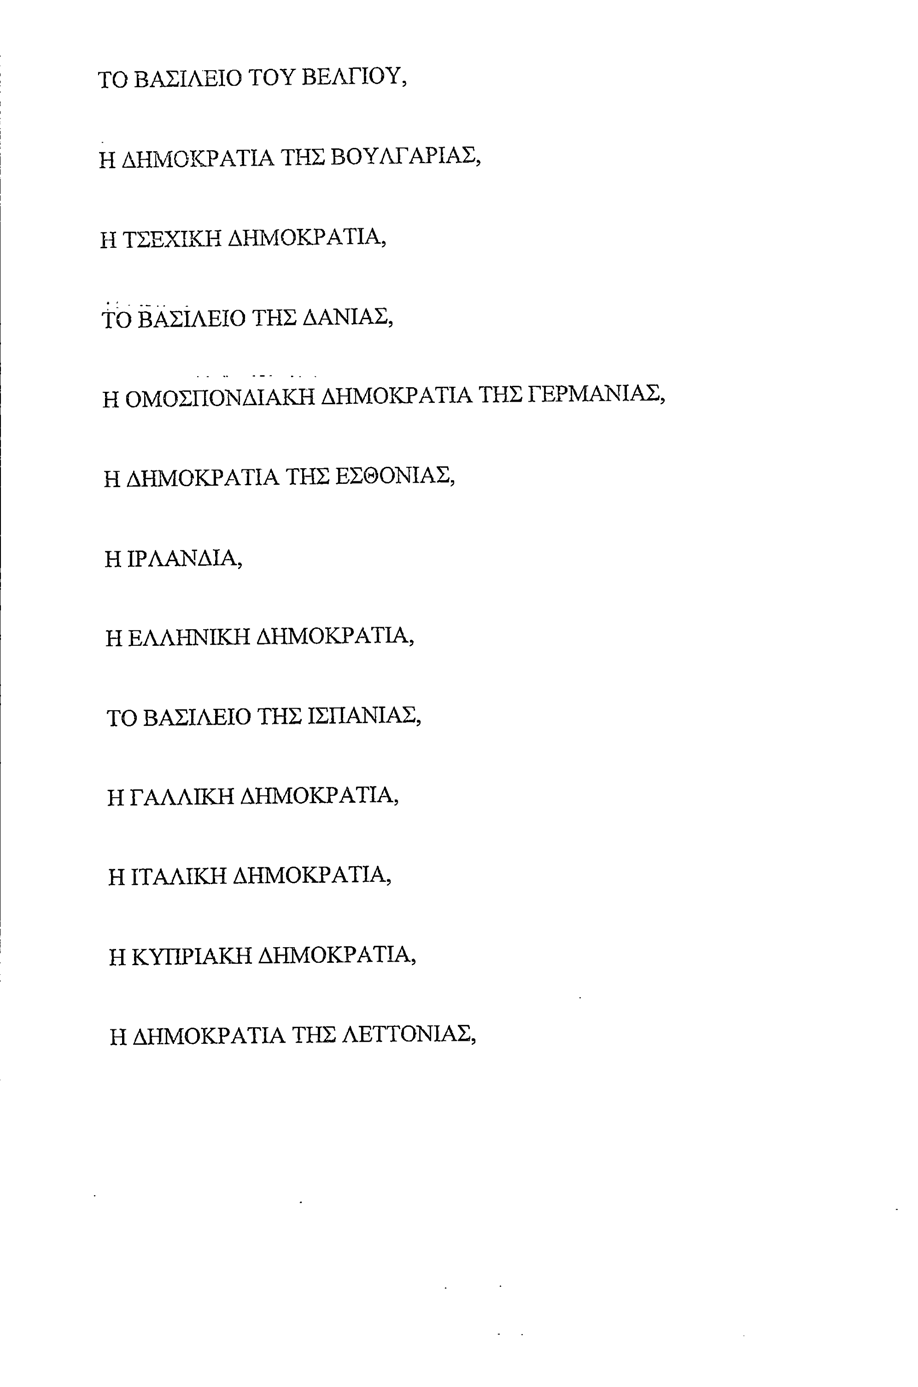 ΤΟ ΒΑΣΙΛΕΙΟ ΤΟΥ ΒΕΛΓΙΟΥ,
Η ΔΗΜΟΚΡΑΤΙΑ ΤΗΣ ΒΟΥΛΓΑΡΙΑΣ,
Η ΤΣΕΧΙΚΗ ΔΗΜΟΚΡΑΤΙΑ,
ΤΟ ΒΑΣΙΛΕΙΟ ΤΗΣ ΔΑΝΙΑΣ,
Η ΟΜΟΣΠΟΝΔΙΑΚΗ ΔΗΜΟΚΡΑΤΙΑ ΤΗΣ ΓΕΡΜΑΝΙΑΣ,
Η ΔΗΜΟΚΡΑΤΙΑ ΤΗΣ ΕΣΘΟΝΙΑΣ,
Η ΙΡΛΑΝΔΙΑ,
Η ΕΛΛΗΝΙΚΗ ΔΗΜΟΚΡΑΤΙΑ,
ΤΟ ΒΑΣΙΛΕΙΟ ΤΗΣ ΙΣΠΑΝΙΑΣ,
Η ΓΑΛΛΙΚΗ ΔΗΜΟΚΡΑΤΙΑ,
Η ΙΤΑΛΙΚΗ ΔΗΜΟΚΡΑΤΙΑ,
Η ΚΥΠΡΙΑΚΗ ΔΗΜΟΚΡΑΤΙΑ,
Η ΔΗΜΟΚΡΑΤΙΑ ΤΗΣ ΛΕΤΤΟΝΙΑΣ,